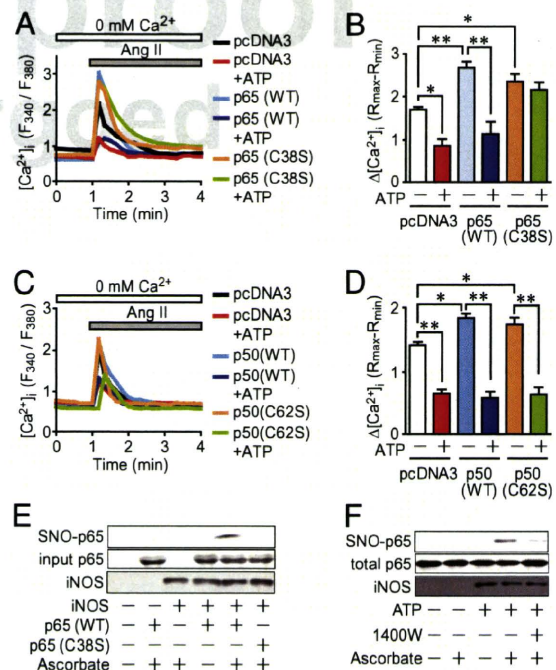 A
0 mM Ca²⁺
Ang II
[Ca²⁺]i (F340 / F380)
3
2
1
0
0 1 2 3 4
Time (min)
pcDNA3
pcDNA3
+ATP
p65 (WT)
p65 (WT)
+ATP
p65 (C38S)
p65 (C38S)
+ATP
B
*
** **
*
Δ[Ca²⁺]i (Rmax-Rmin)
3
2
1
0
ATP − + − + − +
pcDNA3 p65 (WT) p65 (C38S)
C
0 mM Ca²⁺
Ang II
[Ca²⁺]i (F340 / F380)
3
2
1
0
0 1 2 3 4
Time (min)
pcDNA3
pcDNA3
+ATP
p50(WT)
p50(WT)
+ATP
p50(C62S)
p50(C62S)
+ATP
D
*
* ** **
**
Δ[Ca²⁺]i (Rmax-Rmin)
2
1
0
ATP − + − + − +
pcDNA3 p50 (WT) p50 (C62S)
E
SNO-p65
input p65
iNOS
iNOS − − + + + +
p65 (WT) − + − + + −
p65 (C38S) − − − − − +
Ascorbate − + + − + +
F
SNO-p65
total p65
iNOS
ATP − − + + +
1400W − − − − +
Ascorbate − + − + +